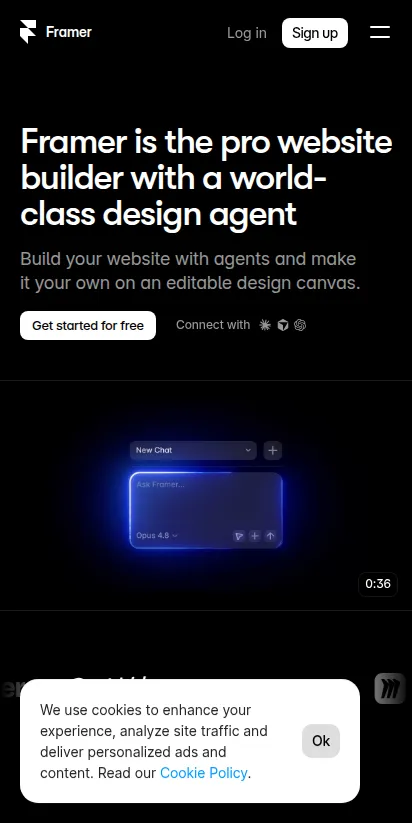 Framer
Log in
Sign up
Framer is the pro website
builder with a world-
class design agent
Build your website with agents and make
it your own on an editable design canvas.
Get started for free
Connect with
New Chat
Ask Framer...
Opus 4.8
0:36
We use cookies to enhance your
experience, analyze site traffic and
deliver personalized ads and
content. Read our Cookie Policy.
Ok